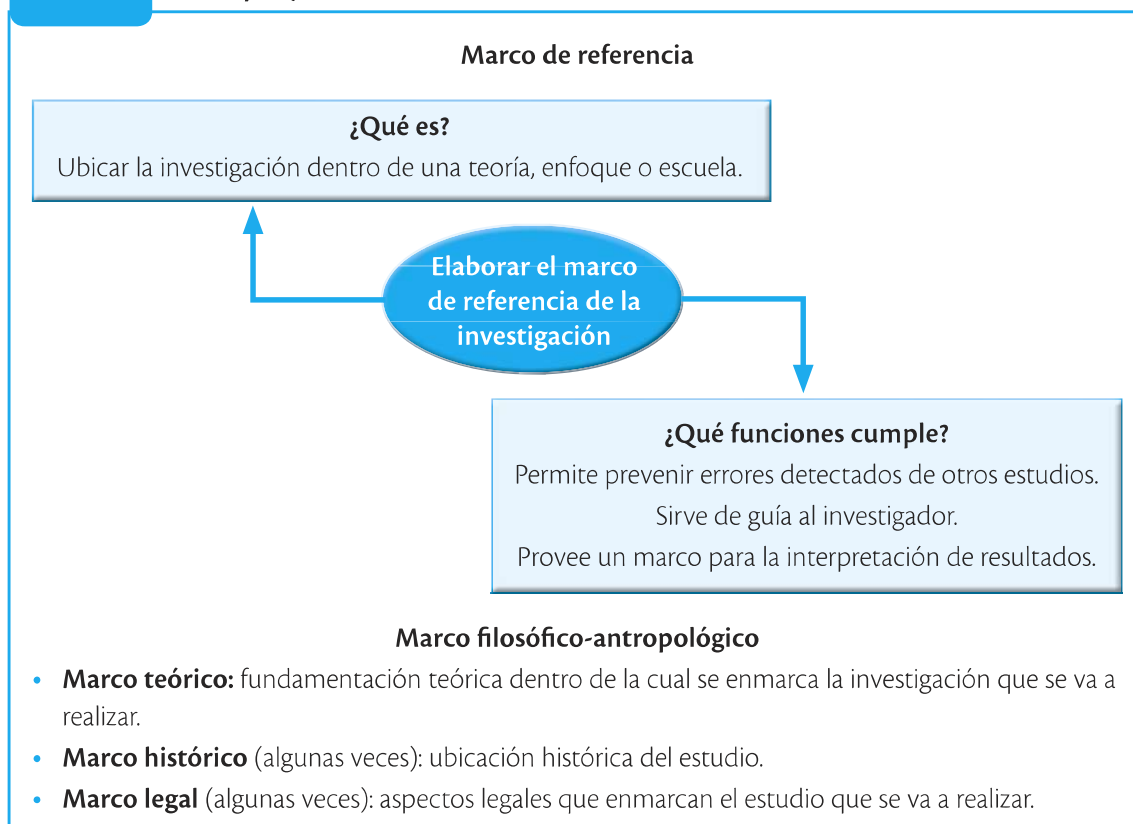 Marco de referencia
¿Qué es?
Ubicar la investigación dentro de una teoría, enfoque o escuela.
Elaborar el marco
de referencia de la
investigación
¿Qué funciones cumple?
Permite prevenir errores detectados de otros estudios.
Sirve de guía al investigador.
Provee un marco para la interpretación de resultados.
Marco filosófico-antropológico
• Marco teórico: fundamentación teórica dentro de la cual se enmarca la investigación que se va a
realizar.
• Marco histórico (algunas veces): ubicación histórica del estudio.
• Marco legal (algunas veces): aspectos legales que enmarcan el estudio que se va a realizar.